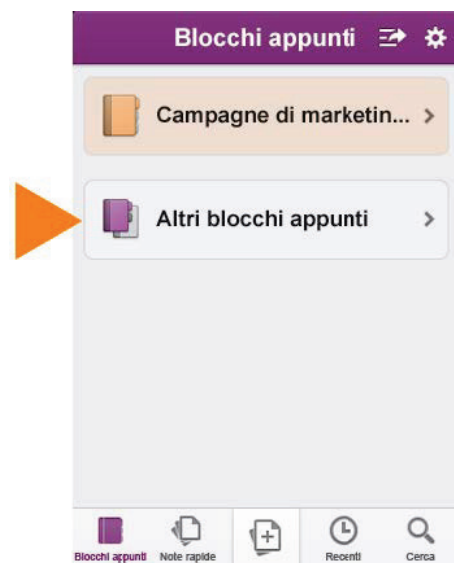 Blocchi appunti
Campagne di marketin...
Altri blocchi appunti
Blocchi appunti
Note rapide
Recenti
Cerca